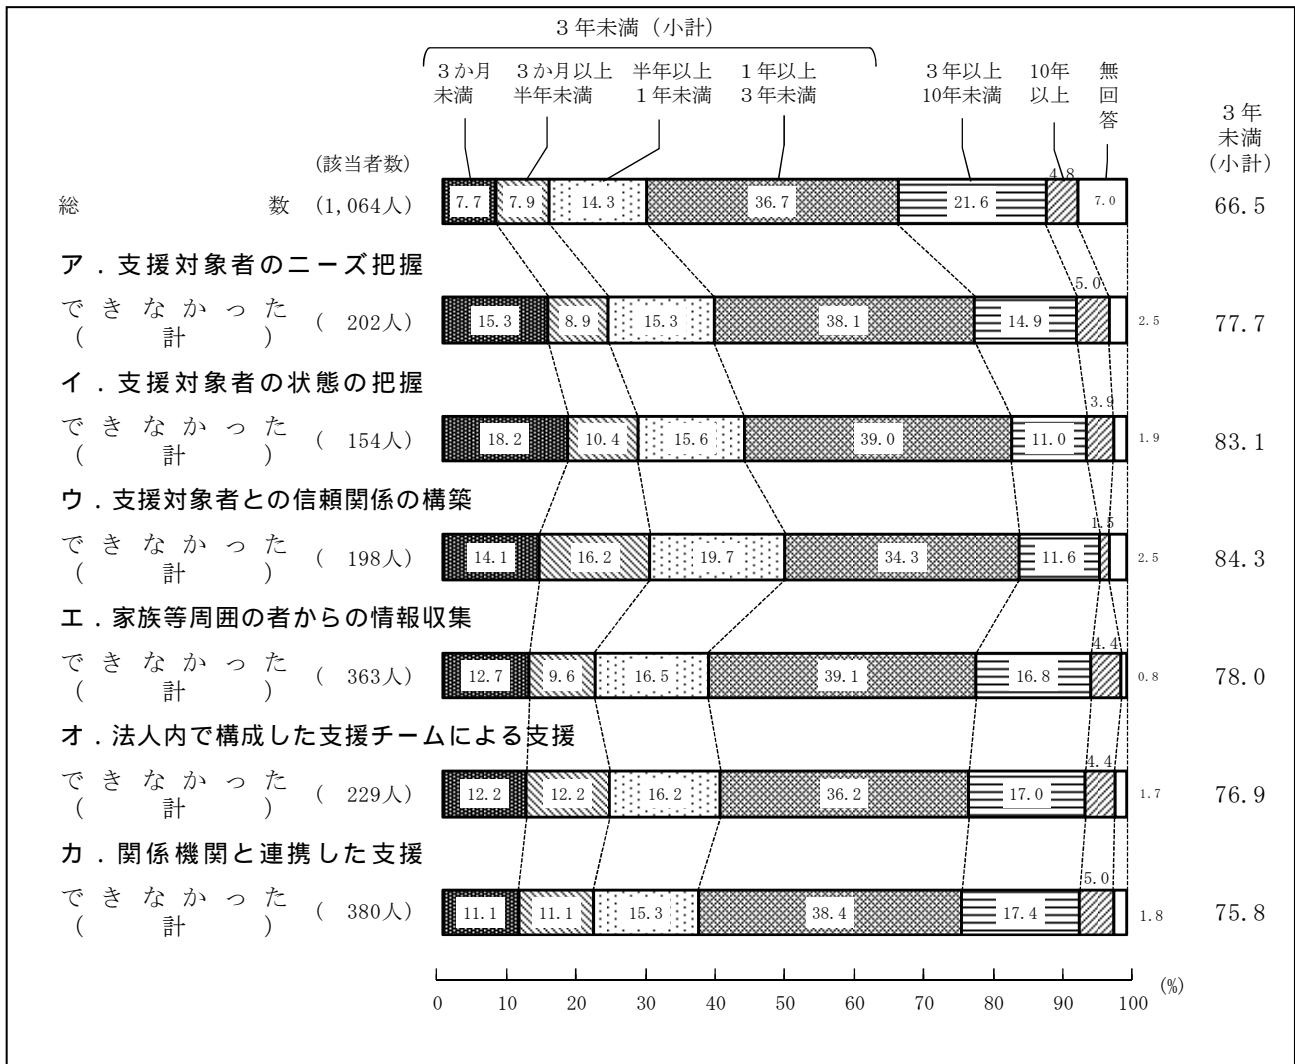 ３年未満（小計）
３か月未満
３か月以上半年未満
半年以上１年未満
１年以上３年未満
３年以上10年未満
10年以上
無回答
３年未満（小計）
（該当者数）
総数 （1,064人） 7.7 7.9 14.3 36.7 21.6 4.8 7.0 66.5
ア．支援対象者のニーズ把握
できなかった（計） （ 202人） 15.3 8.9 15.3 38.1 14.9 5.0 2.5 77.7
イ．支援対象者の状態の把握
できなかった（計） （ 154人） 18.2 10.4 15.6 39.0 11.0 3.9 1.9 83.1
ウ．支援対象者との信頼関係の構築
できなかった（計） （ 198人） 14.1 16.2 19.7 34.3 11.6 1.5 2.5 84.3
エ．家族等周囲の者からの情報収集
できなかった（計） （ 363人） 12.7 9.6 16.5 39.1 16.8 4.4 0.8 78.0
オ．法人内で構成した支援チームによる支援
できなかった（計） （ 229人） 12.2 12.2 16.2 36.2 17.0 4.4 1.7 76.9
カ．関係機関と連携した支援
できなかった（計） （ 380人） 11.1 11.1 15.3 38.4 17.4 5.0 1.8 75.8
0 10 20 30 40 50 60 70 80 90 100 (%)